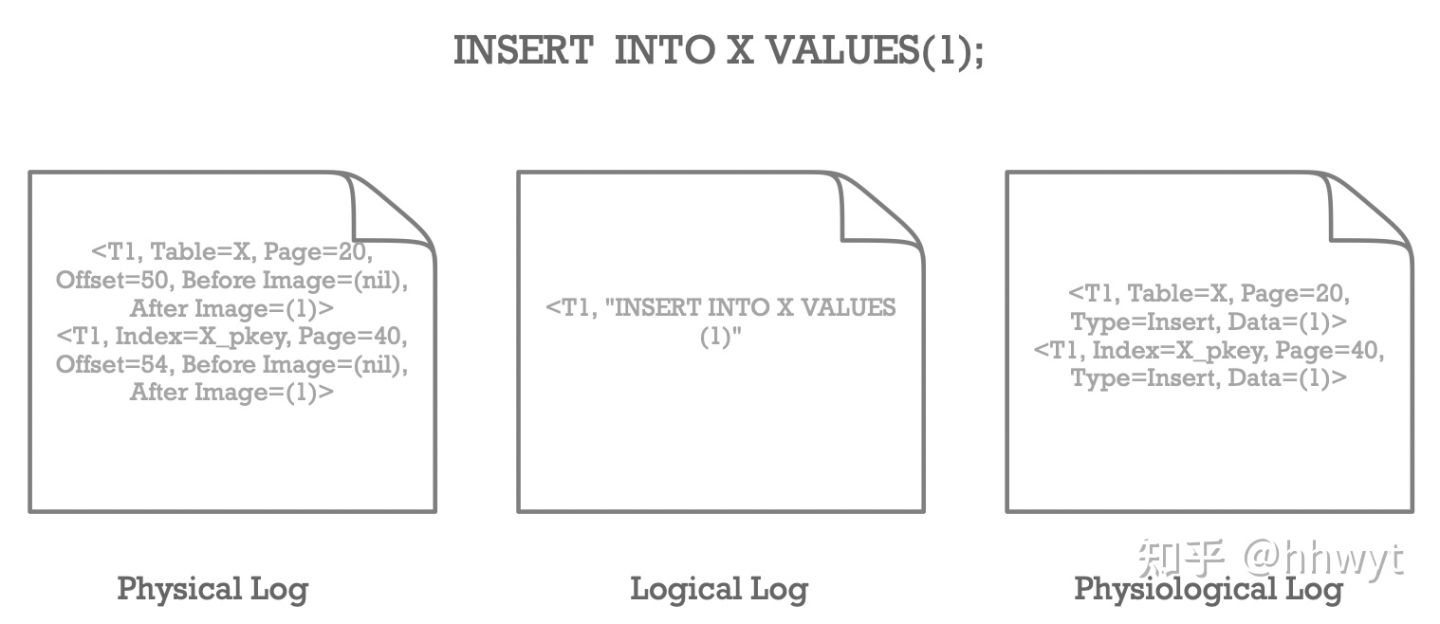 INSERT INTO X VALUES(1);
<T1, Table=X, Page=20,
Offset=50, Before Image=(nil),
After Image=(1)>
<T1, Index=X_pkey, Page=40,
Offset=54, Before Image=(nil),
After Image=(1)>
Physical Log
<T1, "INSERT INTO X VALUES
(1)"
Logical Log
<T1, Table=X, Page=20,
Type=Insert, Data=(1)>
<T1, Index=X_pkey, Page=40,
Type=Insert, Data=(1)>
Physiological Log
知乎 @hhwyt